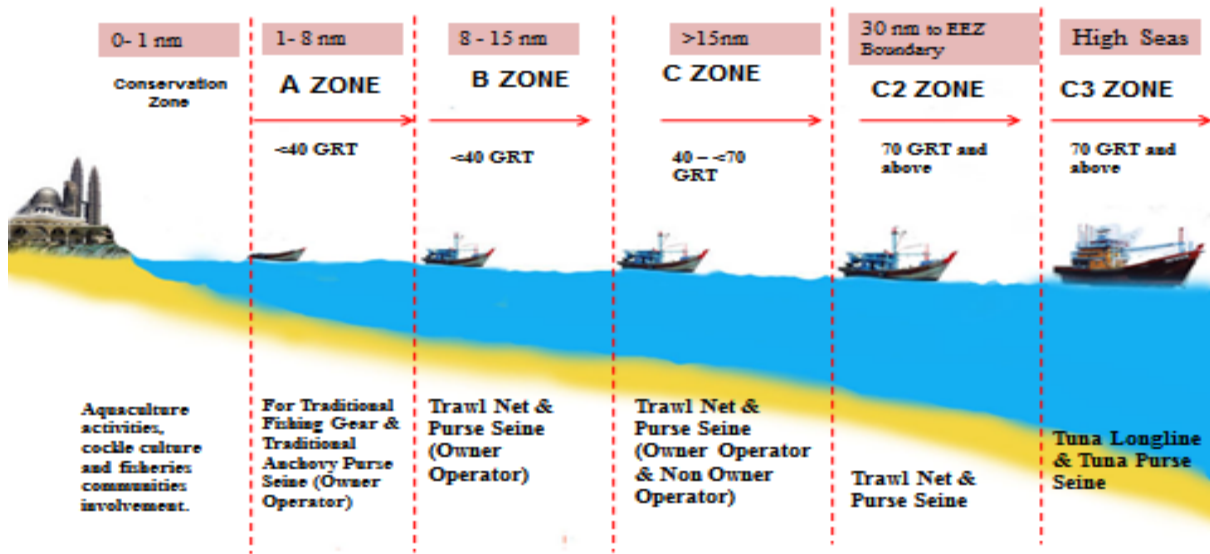 0- 1 nm
Conservation
Zone
Aquaculture
activities,
cockle culture
and fisheries
communities
involvement.
1- 8 nm
A ZONE
<40 GRT
For Traditional
Fishing Gear &
Traditional
Anchovy Purse
Seine (Owner
Operator)
8 - 15 nm
B ZONE
<40 GRT
Trawl Net &
Purse Seine
(Owner
Operator)
>15nm
C ZONE
40 – <70
GRT
Trawl Net &
Purse Seine
(Owner Operator
& Non Owner
Operator)
30 nm to EEZ
Boundary
C2 ZONE
70 GRT and
above
Trawl Net &
Purse Seine
High Seas
C3 ZONE
70 GRT and
above
Tuna Longline
& Tuna Purse
Seine